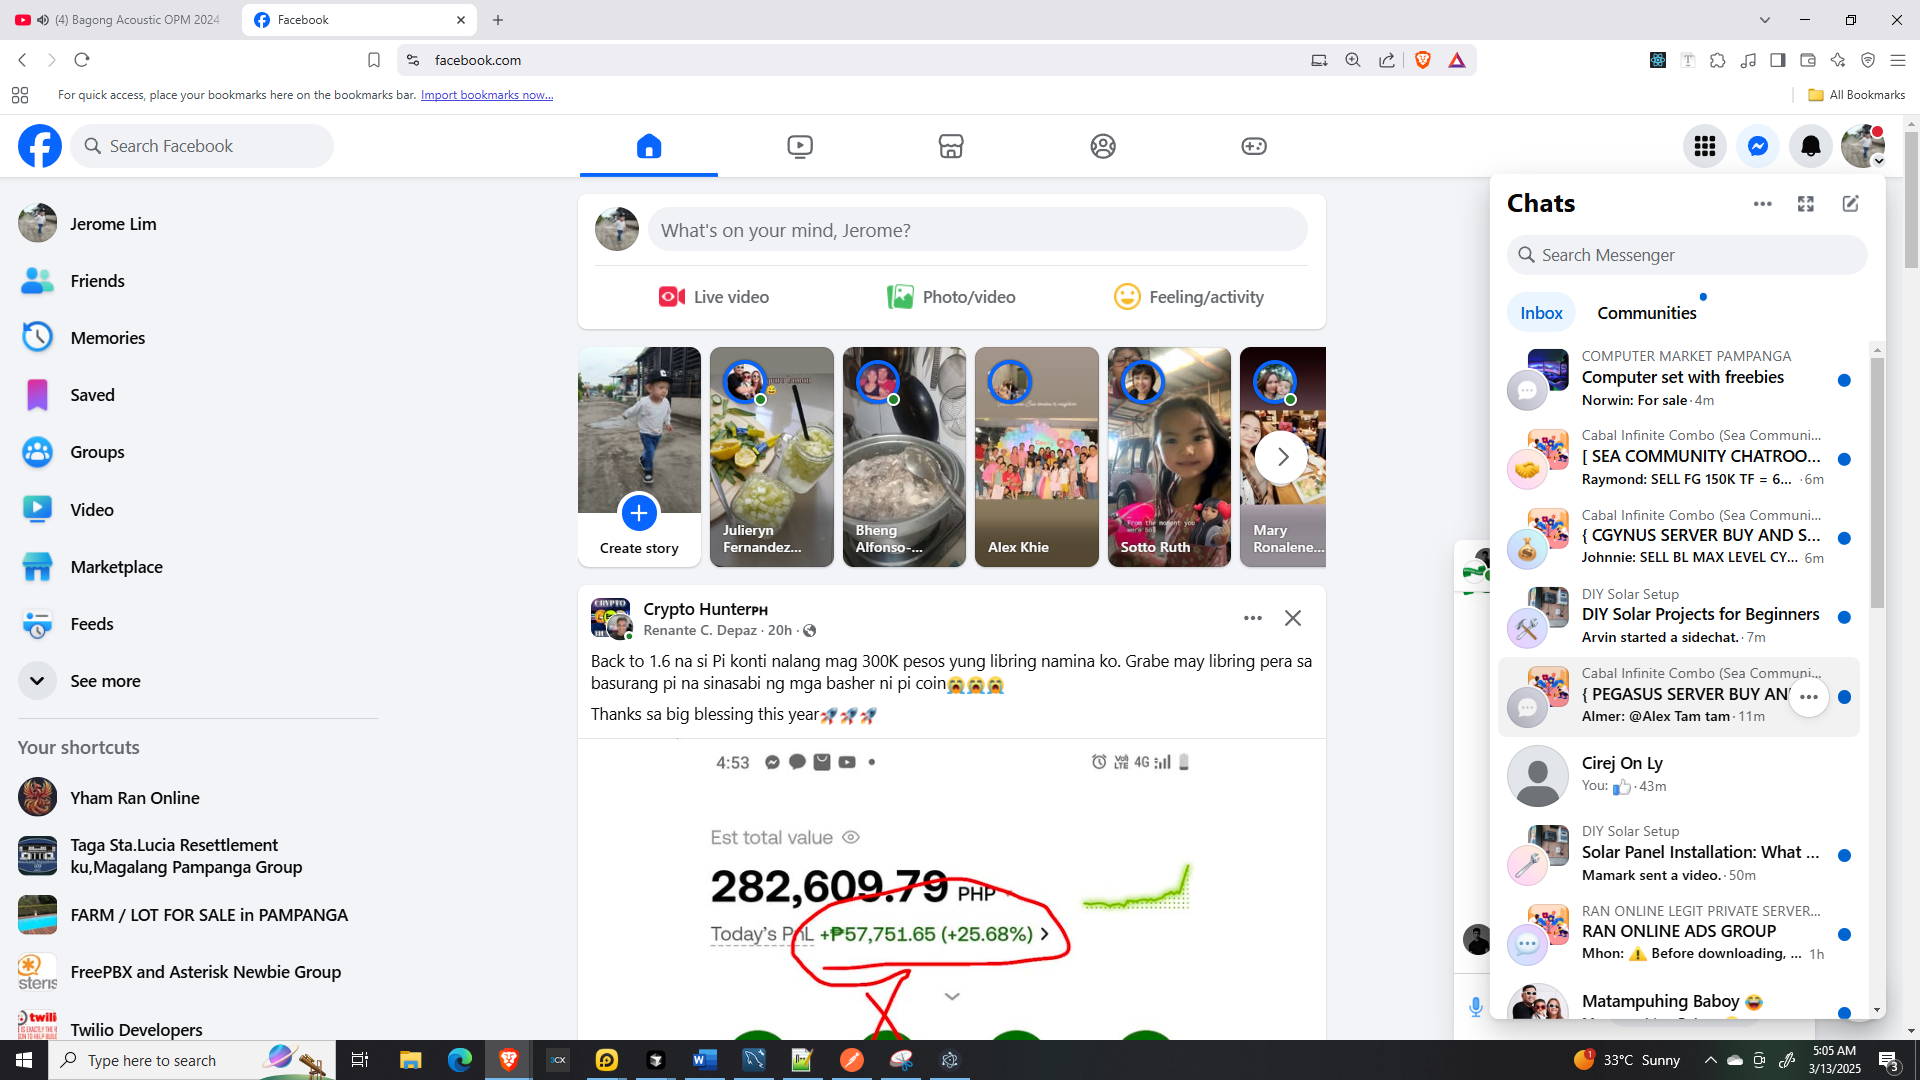 (4) Bagong Acoustic OPM 2024
Facebook
facebook.com
For quick access, place your bookmarks here on the bookmarks bar. Import bookmarks now...
All Bookmarks
Search Facebook
Jerome Lim
Friends
Memories
Saved
Groups
Video
Marketplace
Feeds
See more
Your shortcuts
Yham Ran Online
Taga Sta.Lucia Resettlement
ku,Magalang Pampanga Group
FARM / LOT FOR SALE in PAMPANGA
FreePBX and Asterisk Newbie Group
Twilio Developers
What's on your mind, Jerome?
Live video
Photo/video
Feeling/activity
Create story
Julieryn
Fernandez...
Bheng
Alfonso-...
Alex Khie
From the moment you
Sotto Ruth
Mary
Ronalene...
Crypto Hunterᴘʜ
Renante C. Depaz · 20h ·
Back to 1.6 na si Pi konti nalang mag 300K pesos yung libring namina ko. Grabe may libring pera sa
basurang pi na sinasabi ng mga basher ni pi coin😭😭😭
Thanks sa big blessing this year🚀🚀🚀
4:53
4G
Est total value
282,609.79 PHP
Today's PnL +₱57,751.65 (+25.68%)
Chats
Search Messenger
Inbox
Communities
COMPUTER MARKET PAMPANGA
Computer set with freebies
Norwin: For sale · 4m
Cabal Infinite Combo (Sea Communi...
[ SEA COMMUNITY CHATROO...
Raymond: SELL FG 150K TF = 6... · 6m
Cabal Infinite Combo (Sea Communi...
{ CGYNUS SERVER BUY AND S...
Johnnie: SELL BL MAX LEVEL CY... 6m
DIY Solar Setup
DIY Solar Projects for Beginners
Arvin started a sidechat. · 7m
Cabal Infinite Combo (Sea Communi...
{ PEGASUS SERVER BUY AN
Almer: @Alex Tam tam · 11m
Cirej On Ly
You: 👍 · 43m
DIY Solar Setup
Solar Panel Installation: What ...
Mamark sent a video. · 50m
RAN ONLINE LEGIT PRIVATE SERVER...
RAN ONLINE ADS GROUP
Mhon: ⚠️ Before downloading, ... 1h
Matampuhing Baboy 😂
Type here to search
33°C Sunny
5:05 AM
3/13/2025
3